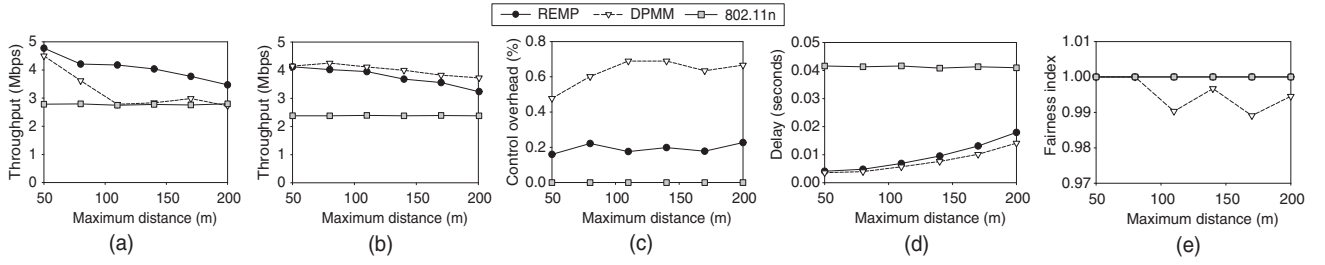 REMP DPMM 802.11n
Throughput (Mbps)
5
4
3
2
1
0
50 100 150 200
Maximum distance (m)
(a)
Throughput (Mbps)
5
4
3
2
1
0
50 100 150 200
Maximum distance (m)
(b)
Control overhead (%)
0.8
0.6
0.4
0.2
0.0
50 100 150 200
Maximum distance (m)
(c)
Delay (seconds)
0.05
0.04
0.03
0.02
0.01
0.00
50 100 150 200
Maximum distance (m)
(d)
Fairness index
1.01
1.00
0.99
0.98
0.97
50 100 150 200
Maximum distance (m)
(e)